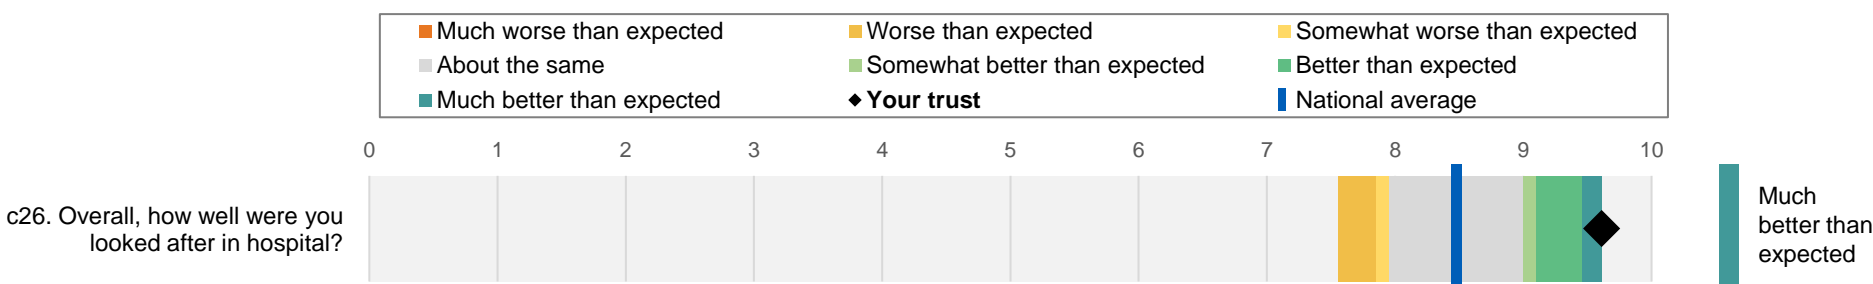 Much worse than expected Worse than expected Somewhat worse than expected
About the same Somewhat better than expected Better than expected
Much better than expected Your trust National average
0 1 2 3 4 5 6 7 8 9 10
c26. Overall, how well were you
looked after in hospital?
Much
better than
expected